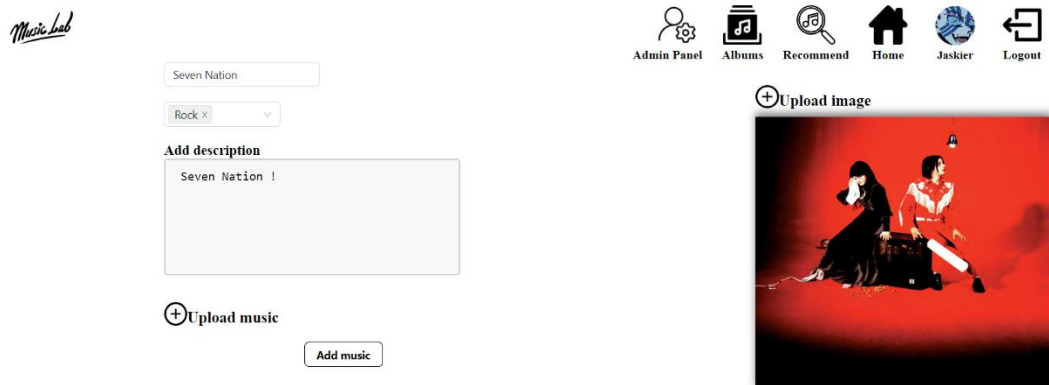 Music Lab
Admin Panel
Albums
Recommend
Home
Jaskier
Logout
Seven Nation
Rock ×
Add description
Seven Nation !
Upload music
Add music
Upload image